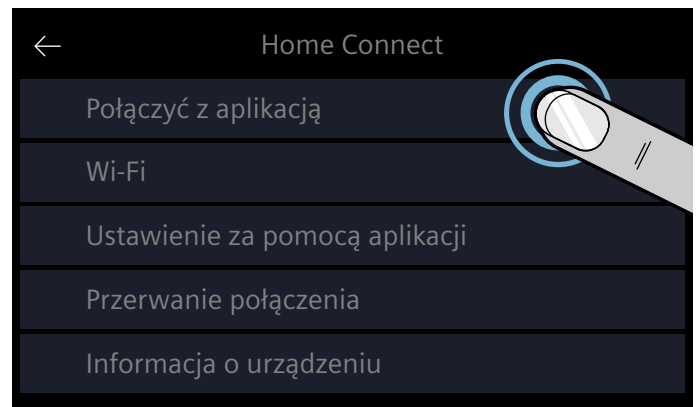 Home Connect
Połączyć z aplikacją
Wi-Fi
Ustawienie za pomocą aplikacji
Przerwanie połączenia
Informacja o urządzeniu